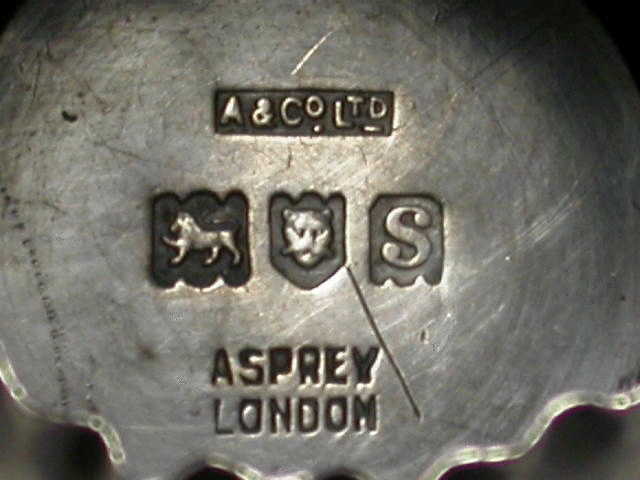 A & Co. LTD
S
ASPREY
LONDON